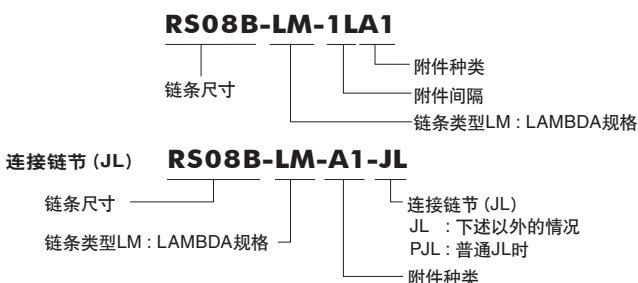 RS08B-LM-1LA1
附件种类
链条尺寸
附件间隔
链条类型LM : LAMBDA规格
连接链节 (JL) RS08B-LM-A1-JL
链条尺寸
连接链节 (JL)
JL : 下述以外的情况
链条类型LM : LAMBDA规格
PJL : 普通JL时
附件种类